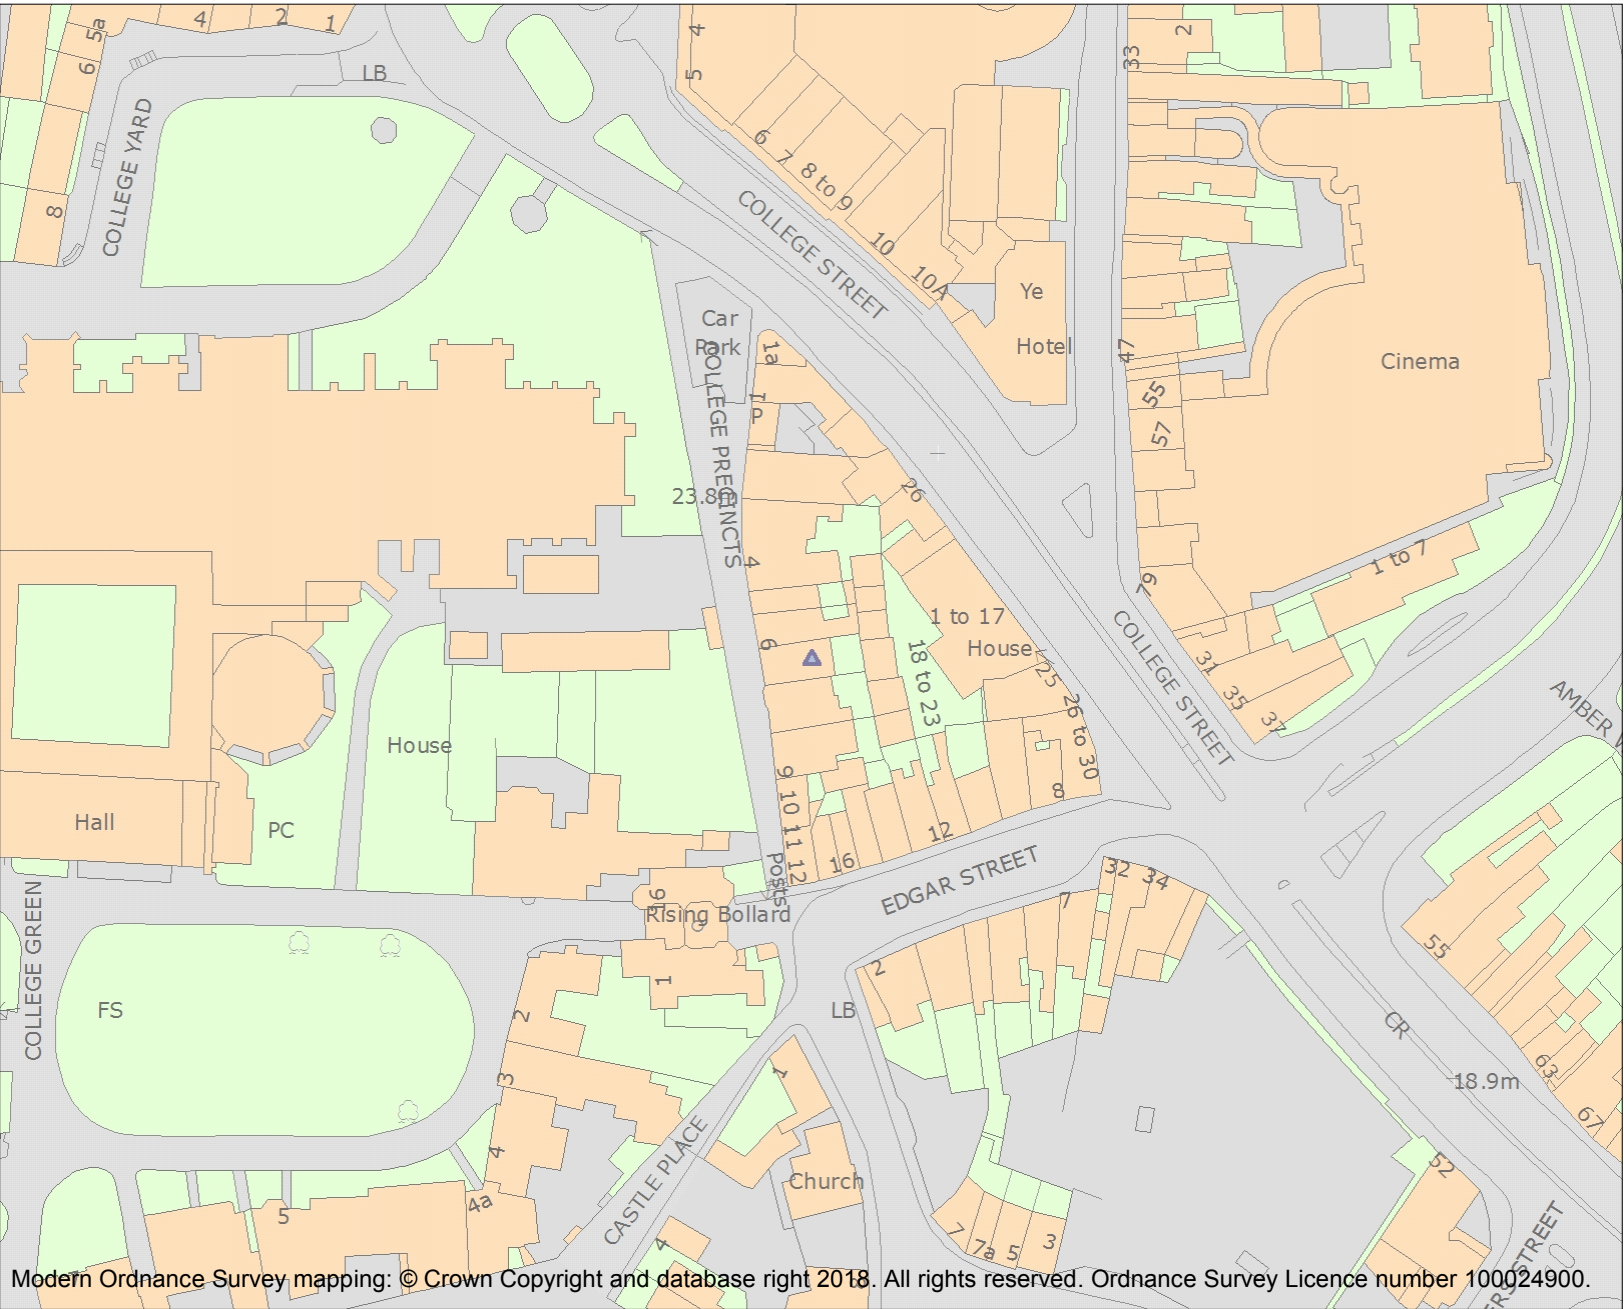 5a
4
2
1
6
8
COLLEGE YARD
LB
4
5
6
7
8 to 9
10
10A
COLLEGE STREET
Ye
Hotel
33
2
47
55
57
79
Cinema
1 to 7
Car
Park
COLLEGE PRECINCTS
1a
1
P
23.8m
4
6
26
1 to 17
House
18 to 23
25
26 to 30
8
COLLEGE STREET
31
35
37
AMBER W
House
9
10
11
12
16
12
Hall
PC
Posts
EDGAR STREET
32
34
7
16
Rising Bollard
COLLEGE GREEN
FS
1
2
3
4
4a
5
2
LB
CR
18.9m
55
63
67
52
1
CASTLE PLACE
Church
4
7
7a
5
3
ERS STREET
Modern Ordnance Survey mapping: © Crown Copyright and database right 2018. All rights reserved. Ordnance Survey Licence number 100024900.